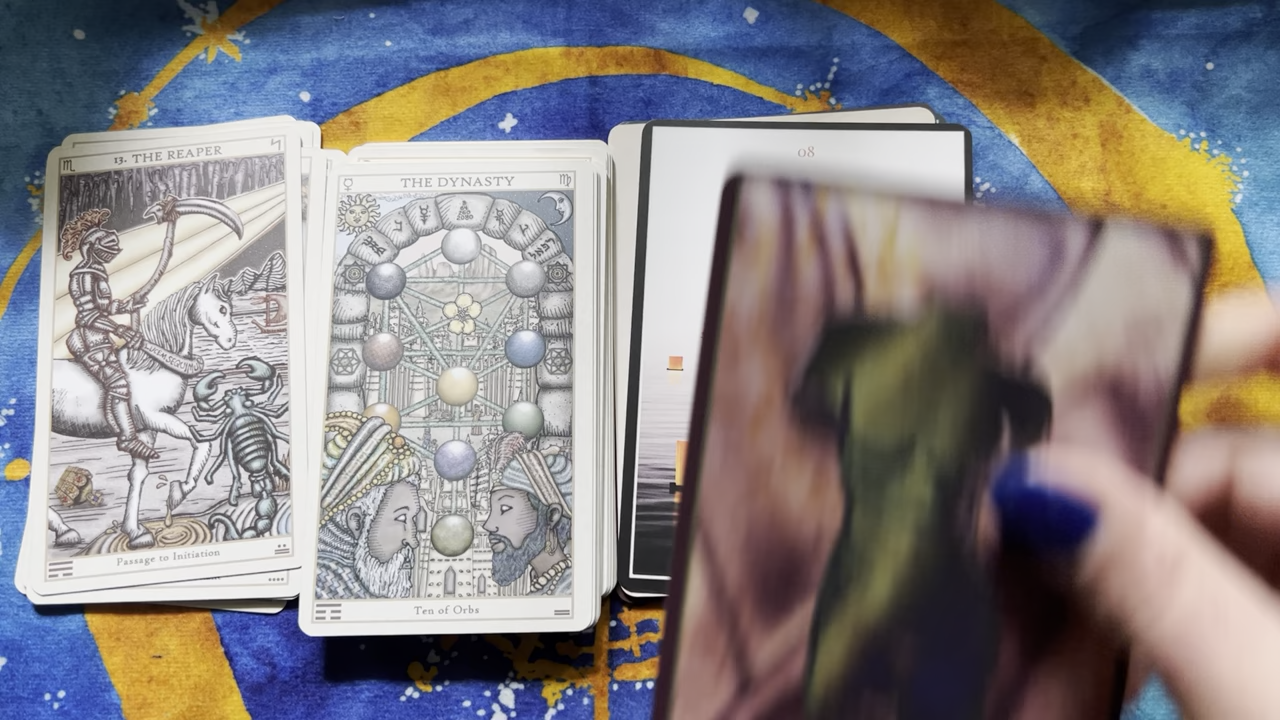 13. THE REAPER
Passage to Initiation
THE DYNASTY
Ten of Orbs
08